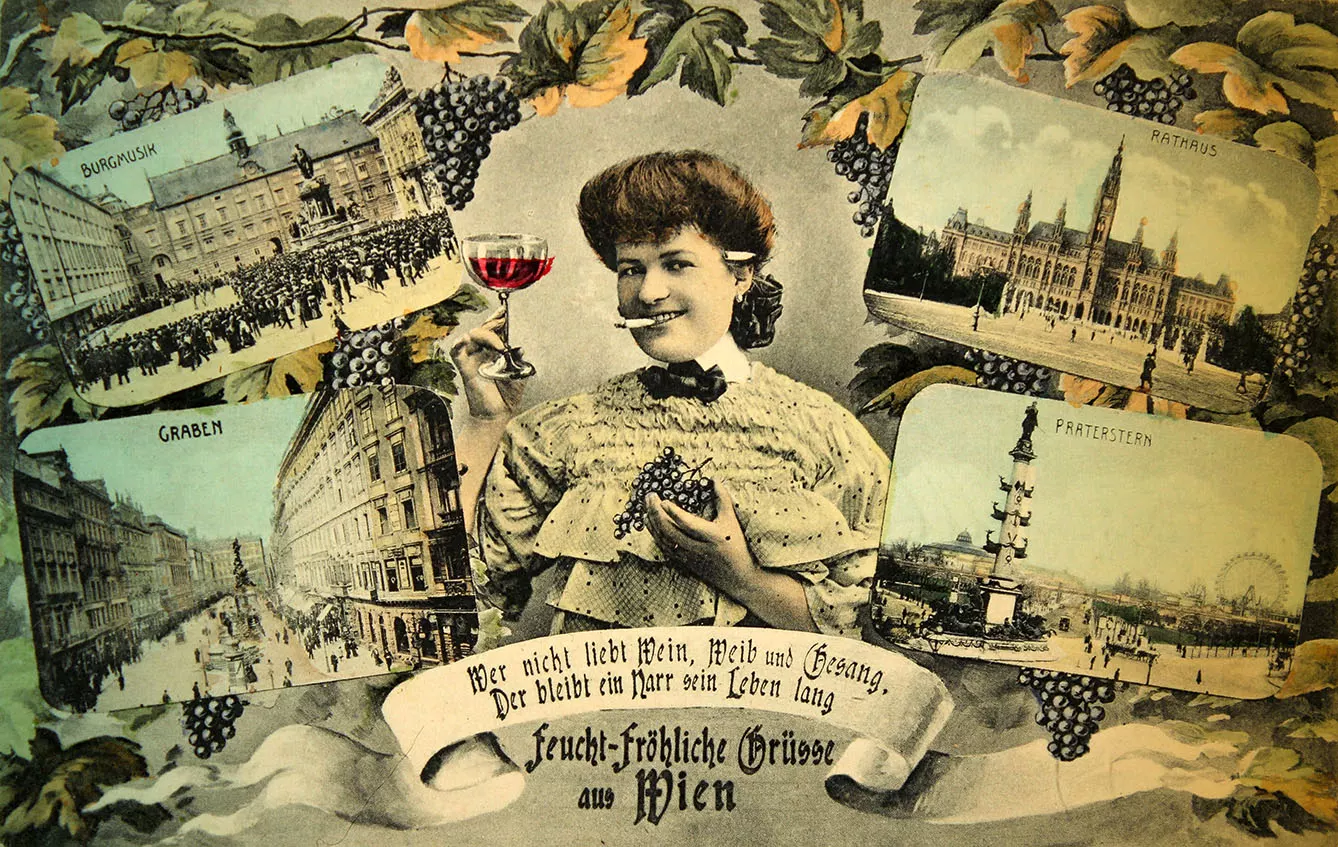 BURGMUSIK
RATHAUS
GRABEN
PRATERSTERN
Wer nicht liebt Wein, Weib und Gesang,
Der bleibt ein Narr sein Leben lang
Feucht-Fröhliche Grüsse
aus Wien